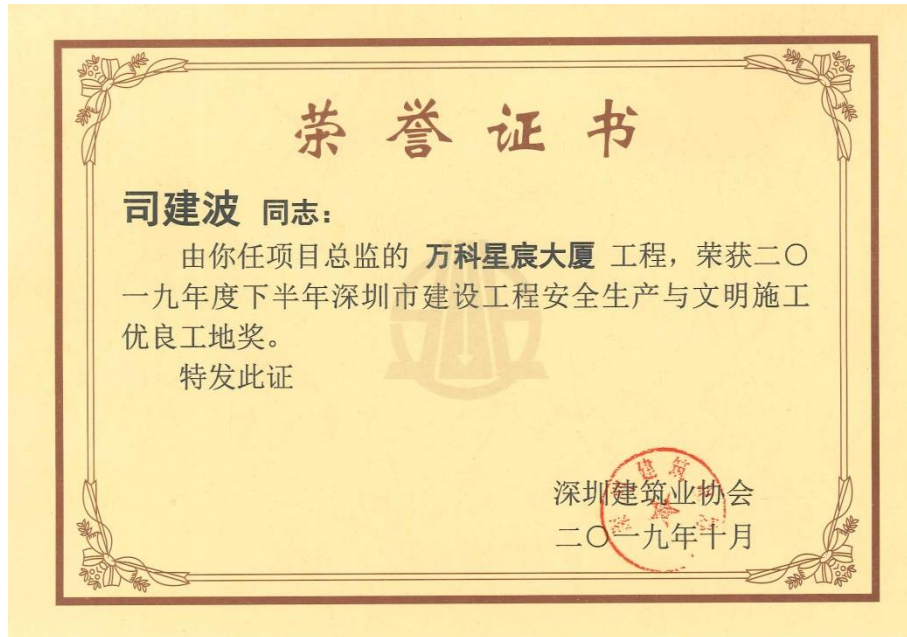 荣誉证书
司建波 同志：
由你任项目总监的 万科星宸大厦 工程，荣获二〇
一九年度下半年深圳市建设工程安全生产与文明施工
优良工地奖。
特发此证
深圳建筑业协会
二〇一九年十月